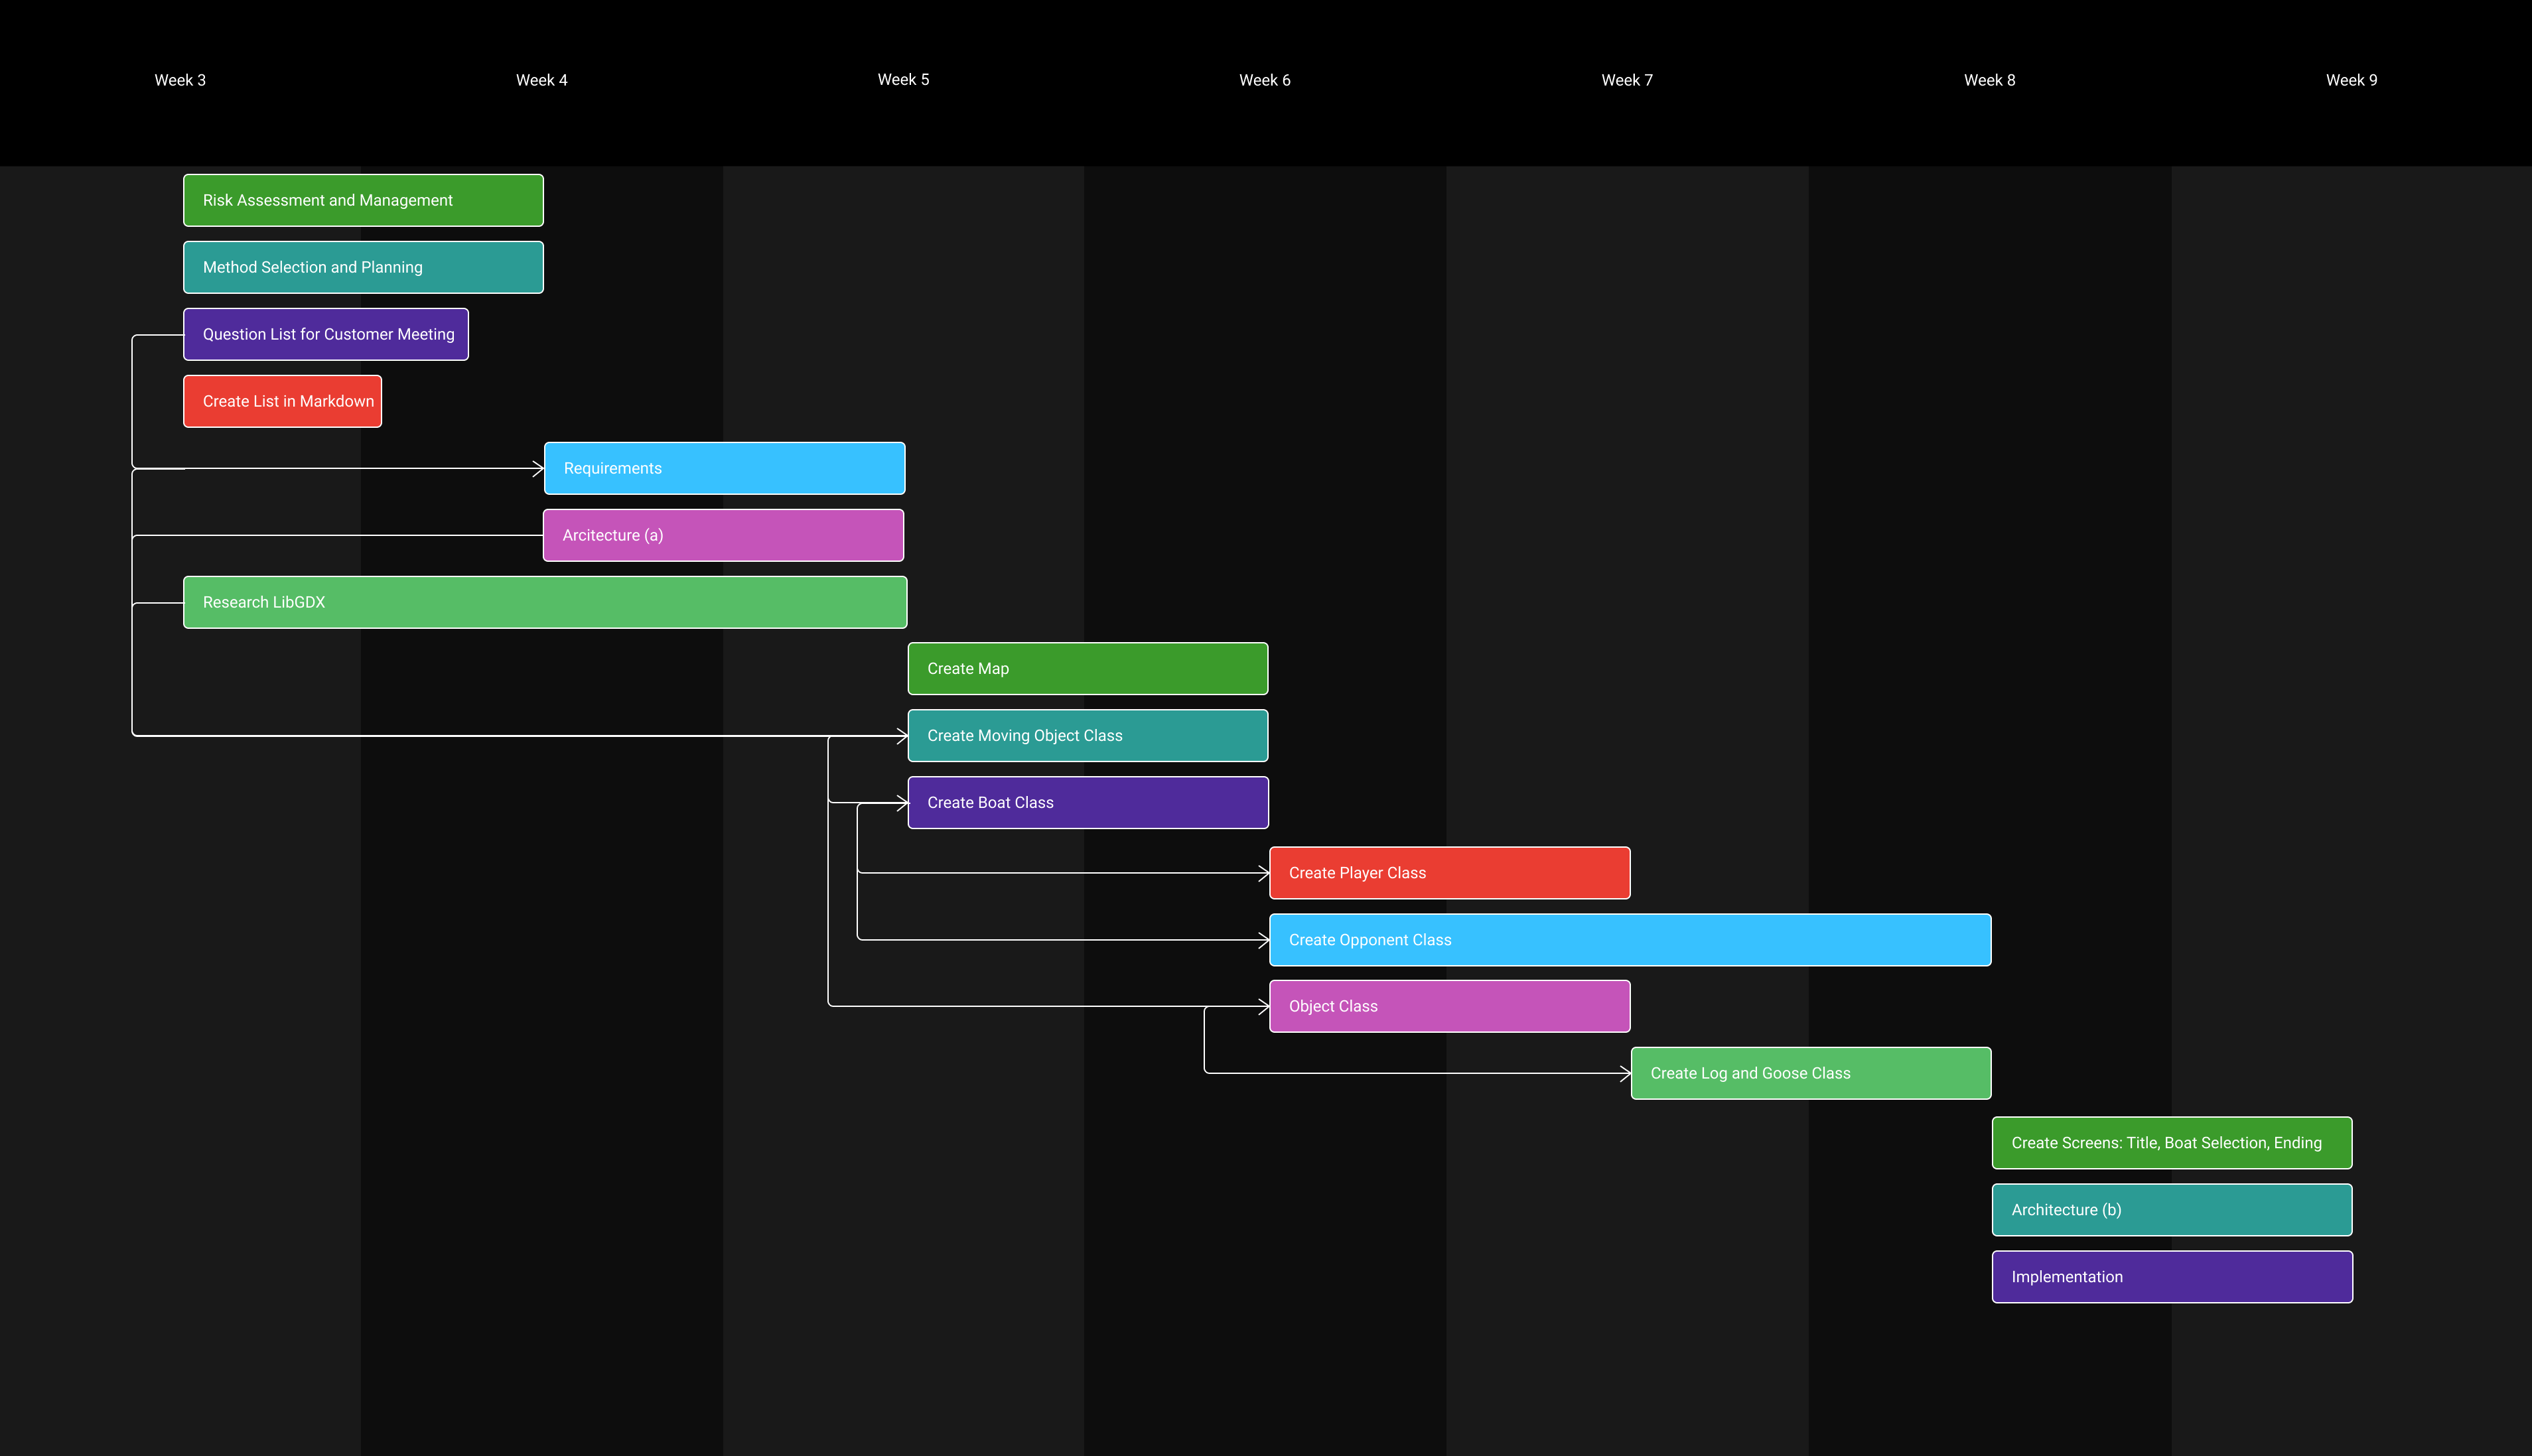 Week 3
Week 4
Week 5
Week 6
Week 7
Week 8
Week 9
Risk Assessment and Management
Method Selection and Planning
Question List for Customer Meeting
Create List in Markdown
Requirements
Arcitecture (a)
Research LibGDX
Create Map
Create Moving Object Class
Create Boat Class
Create Player Class
Create Opponent Class
Object Class
Create Log and Goose Class
Create Screens: Title, Boat Selection, Ending
Architecture (b)
Implementation